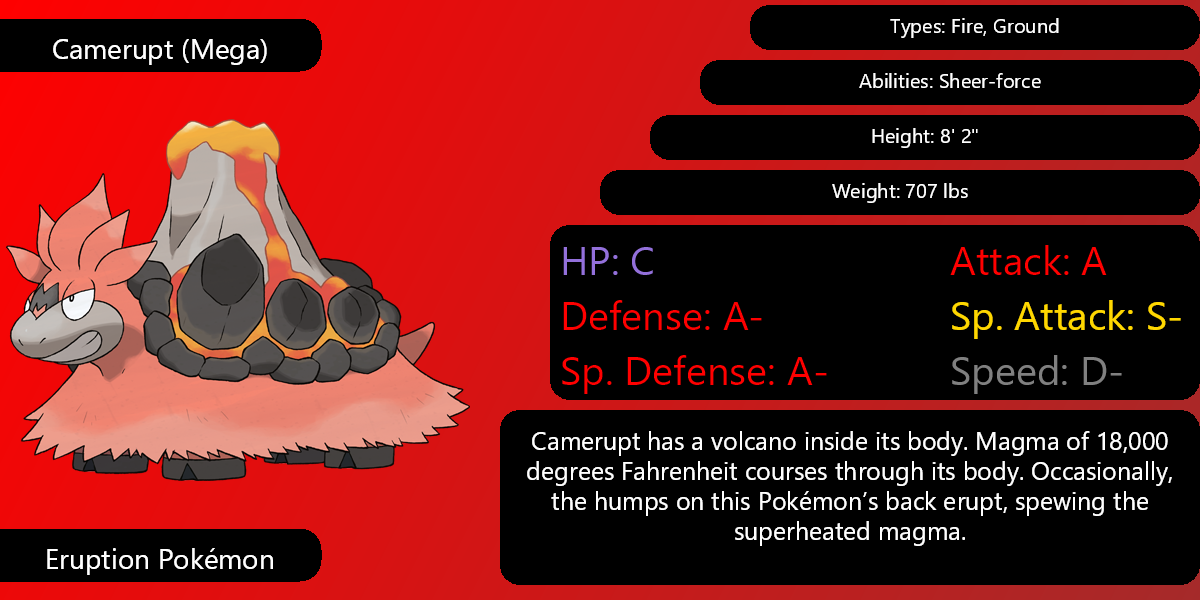 Camerupt (Mega)
Types: Fire, Ground
Abilities: Sheer-force
Height: 8' 2"
Weight: 707 lbs
HP: C
Attack: A
Defense: A-
Sp. Attack: S-
Sp. Defense: A-
Speed: D-
Camerupt has a volcano inside its body. Magma of 18,000
degrees Fahrenheit courses through its body. Occasionally,
the humps on this Pokémon’s back erupt, spewing the
superheated magma.
Eruption Pokémon